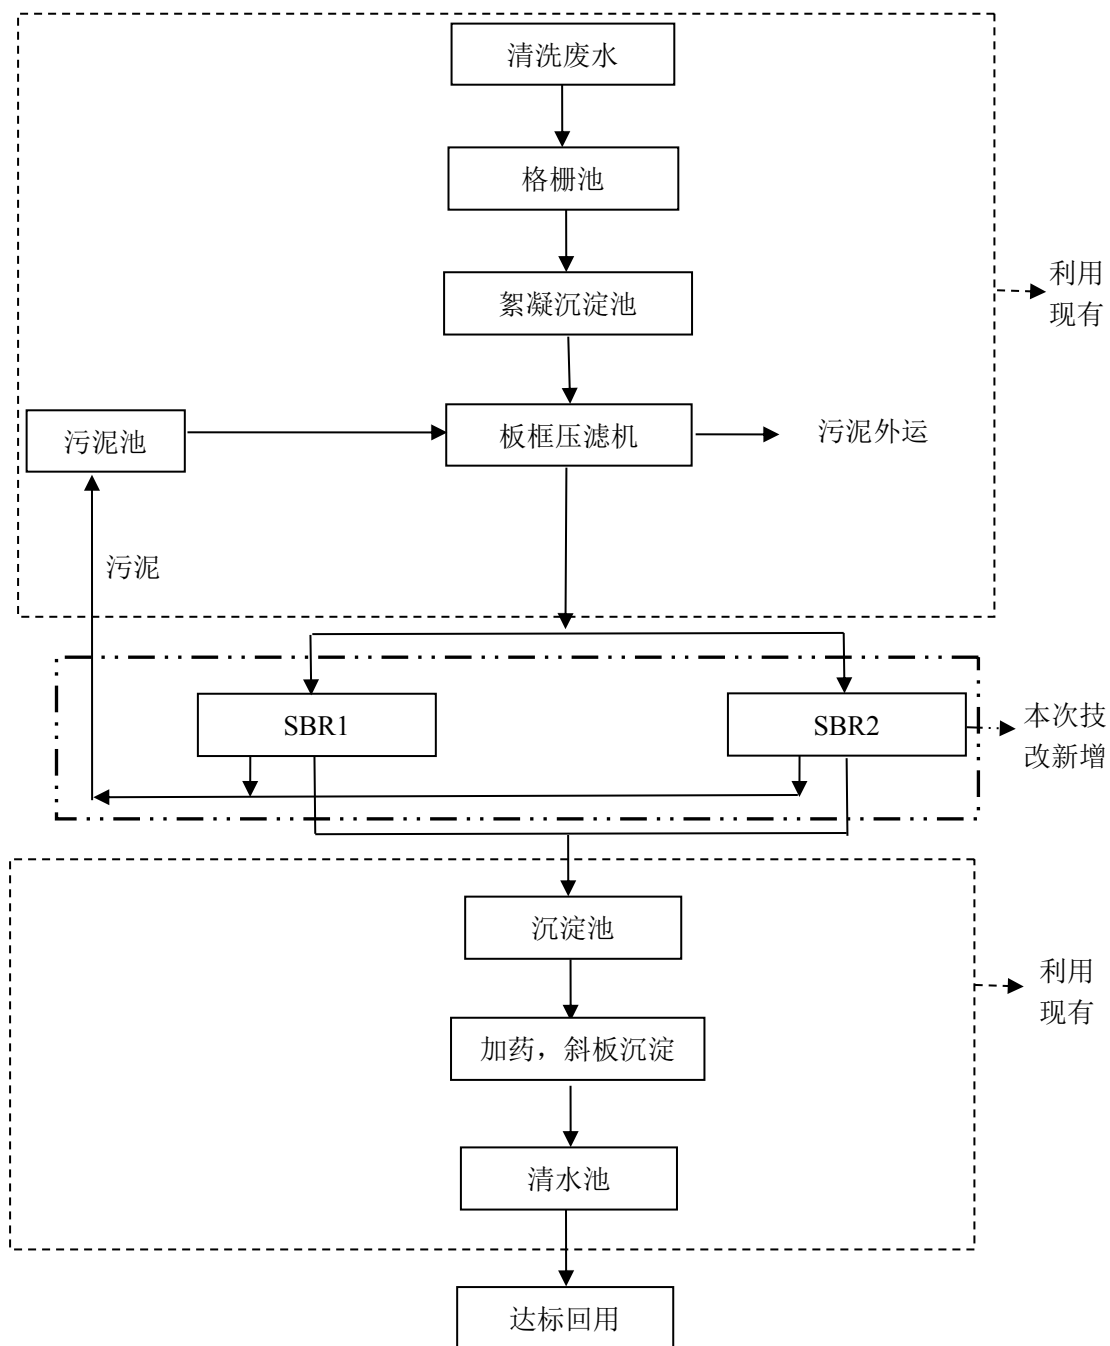 清洗废水
格栅池
絮凝沉淀池
利用
现有
污泥池
板框压滤机
污泥外运
污泥
SBR1
SBR2
本次技
改新增
沉淀池
利用
现有
加药，斜板沉淀
清水池
达标回用